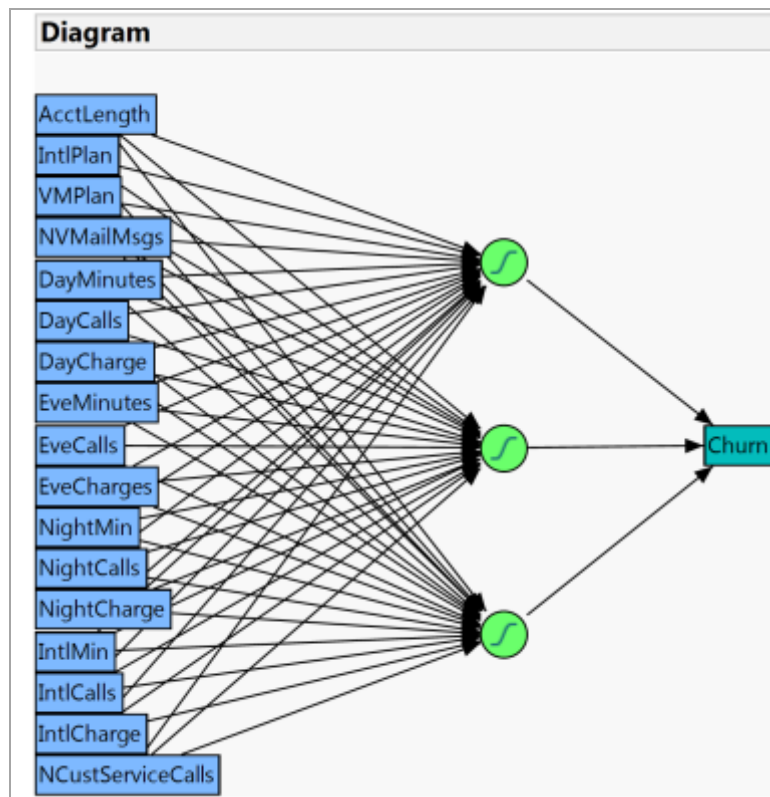 Diagram
AcctLength
IntlPlan
VMPlan
NVMailMsgs
DayMinutes
DayCalls
DayCharge
EveMinutes
EveCalls
EveCharges
NightMin
NightCalls
NightCharge
IntlMin
IntlCalls
IntlCharge
NCustServiceCalls
Churn